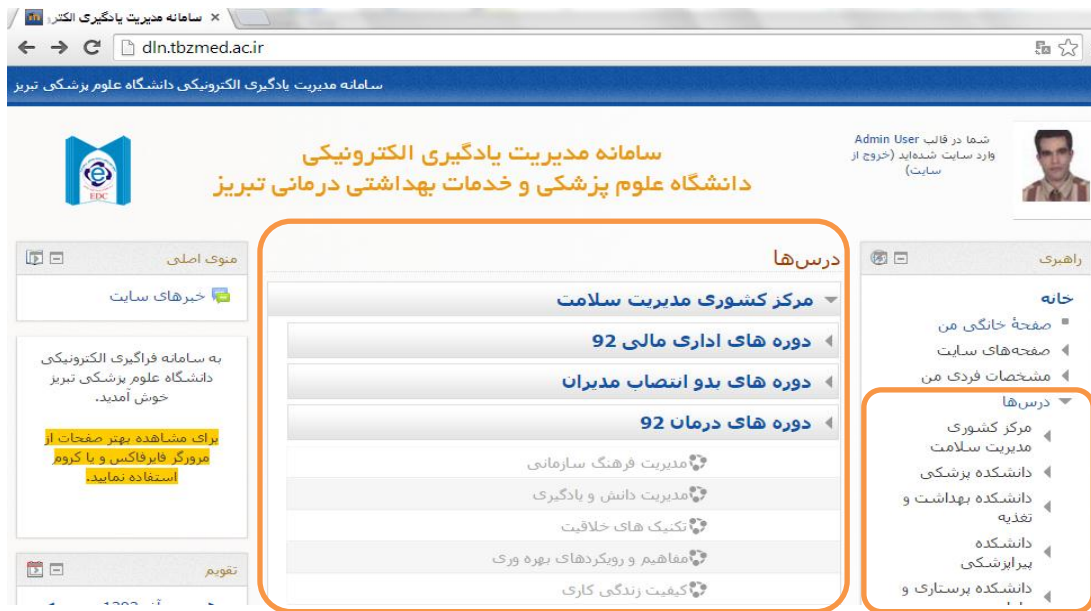 سامانه مدیریت یادگیری الکتر
dln.tbzmed.ac.ir
سامانه مدیریت یادگیری الکترونیکی دانشگاه علوم پزشکی تبریز
شما در قالب Admin User
وارد سایت شده‌اید (خروج از
سایت)
سامانه مدیریت یادگیری الکترونیکی
دانشگاه علوم پزشکی و خدمات بهداشتی درمانی تبریز
EDC
راهبری
خانه
صفحهٔ خانگی من
صفحه‌های سایت
مشخصات فردی من
درس‌ها
مرکز کشوری
مدیریت سلامت
دانشکده پزشکی
دانشکده بهداشت و
تغذیه
دانشکده
پیراپزشکی
دانشکده پرستاری و
درس‌ها
مرکز کشوری مدیریت سلامت
دوره های اداری مالی 92
دوره های بدو انتصاب مدیران
دوره های درمان 92
مدیریت فرهنگ سازمانی
مدیریت دانش و یادگیری
تکنیک های خلاقیت
مفاهیم و رویکردهای بهره وری
کیفیت زندگی کاری
منوی اصلی
خبرهای سایت
به سامانه فراگیری الکترونیکی
دانشگاه علوم پزشکی تبریز
خوش آمدید.
برای مشاهده بهتر صفحات از
مرورگر فایرفاکس و یا کروم
استفاده نمایید.
تقویم